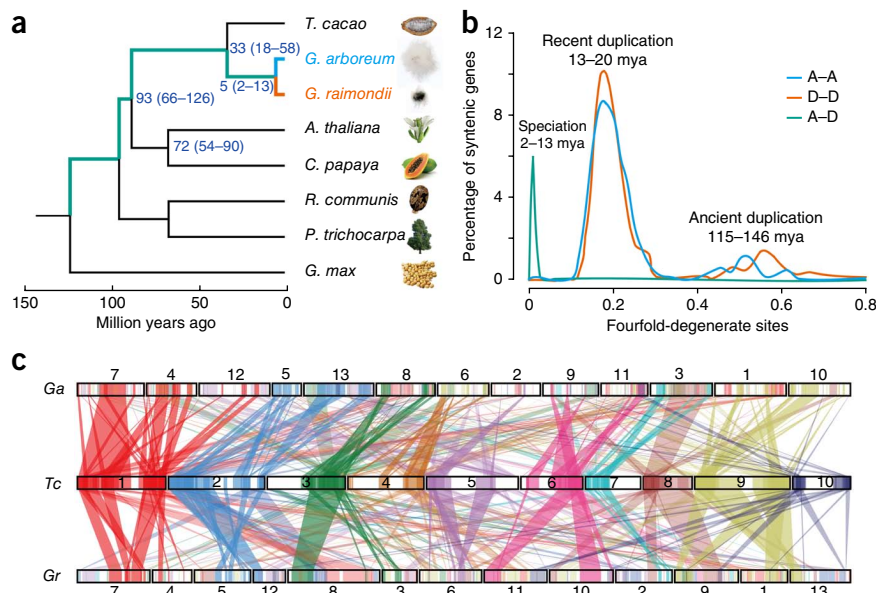 a
T. cacao
33 (18–58)
G. arboreum
5 (2–13)
G. raimondii
93 (66–126)
A. thaliana
72 (54–90)
C. papaya
R. communis
P. trichocarpa
G. max
150 100 50 0
Million years ago
b
12
8
4
0
Percentage of syntenic genes
Recent duplication
13–20 mya
A–A
D–D
A–D
Speciation
2–13 mya
Ancient duplication
115–146 mya
0 0.2 0.4 0.6 0.8
Fourfold-degenerate sites
c
7 4 12 5 13 8 6 2 9 11 3 1 10
Ga
Tc 1 2 3 4 5 6 7 8 9 10
Gr
7 4 5 12 8 3 6 11 10 2 9 1 13